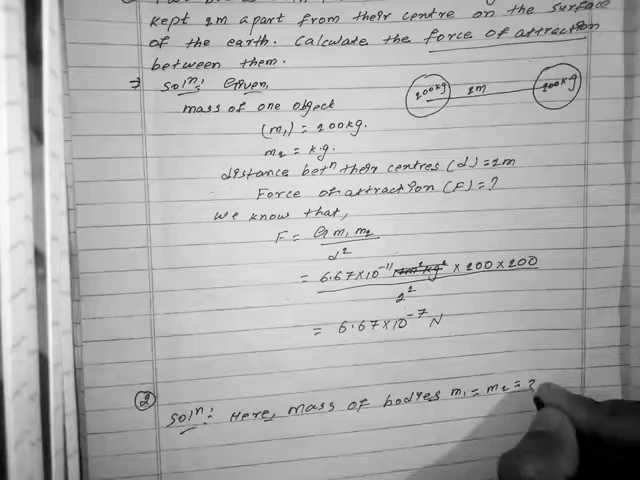 kept 2m apart from their centre on the surface
of the earth. Calculate the force of attraction
between them.
⇒ Solⁿ: Given,
mass of one object
200kg 2m 200kg
(m₁) = 200kg.
m₂ = kg.
distance betⁿ their centres (d) = 2m
Force of attraction (F) = ?
we know that,
F = G m₁ m₂
d²
= 6.67 × 10⁻¹¹ × 200 × 200
2²
= 6.67 × 10⁻⁷ N
② Solⁿ: Here, mass of bodies m₁ = m₂ = ?